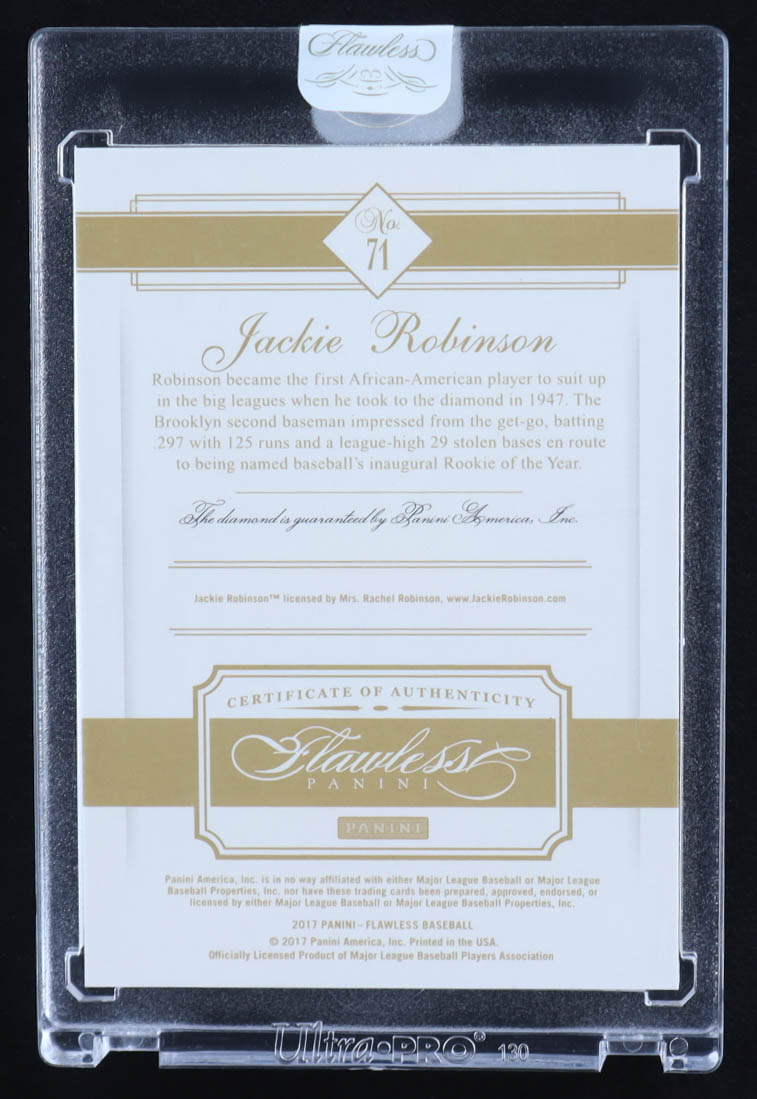 Flawless
No.
71
Jackie Robinson
Robinson became the first African-American player to suit up
in the big leagues when he took to the diamond in 1947. The
Brooklyn second baseman impressed from the get-go, batting
.297 with 125 runs and a league-high 29 stolen bases en route
to being named baseball's inaugural Rookie of the Year.
The diamond is guaranteed by Panini America, Inc.
Jackie Robinson™ licensed by Mrs. Rachel Robinson, www.JackieRobinson.com
CERTIFICATE OF AUTHENTICITY
Flawless
PANINI
PANINI
Panini America, Inc. is in no way affiliated with either Major League Baseball or Major League
Baseball Properties, Inc. nor have these trading cards been prepared, approved, endorsed, or
licensed by either Major League Baseball or Major League Baseball Properties, Inc.
2017 PANINI – FLAWLESS BASEBALL
© 2017 Panini America, Inc. Printed in the USA.
Officially Licensed Product of Major League Baseball Players Association
Ultra•PRO® 130